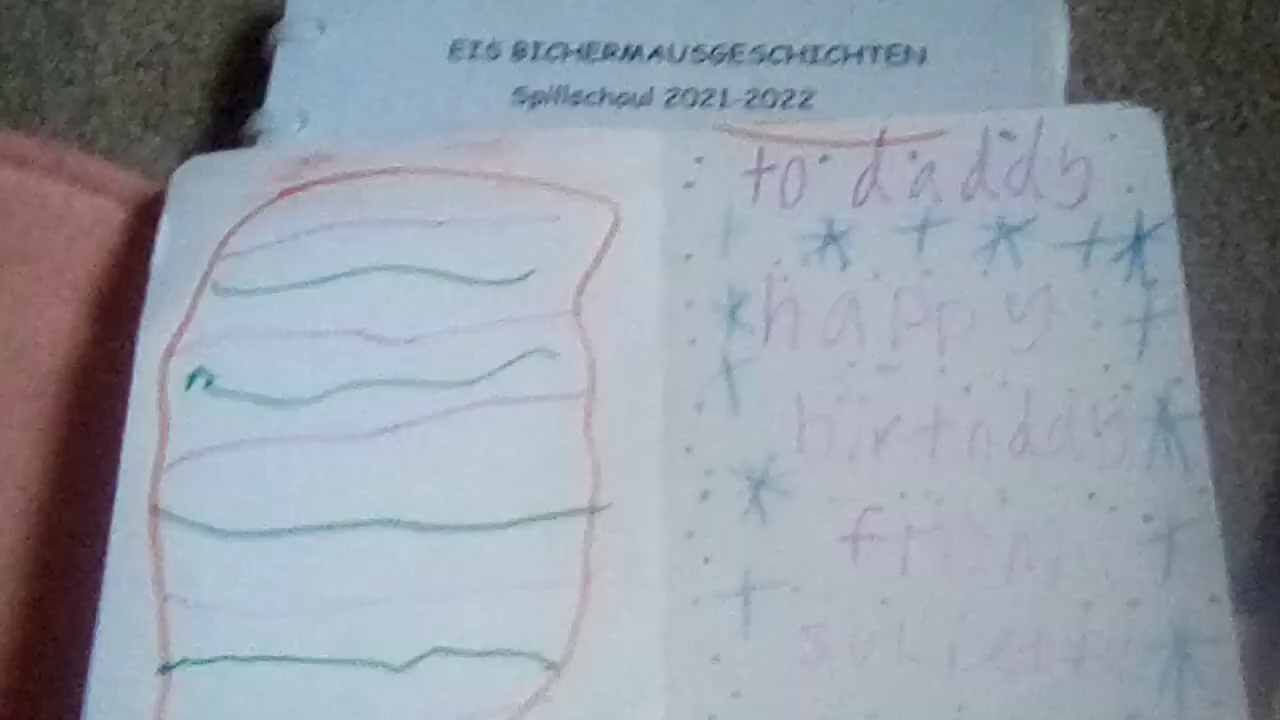 EIS BICHERMAUSGESCHICHTEN
Spillschoul 2021-2022
to daddy
happy
birthday
from